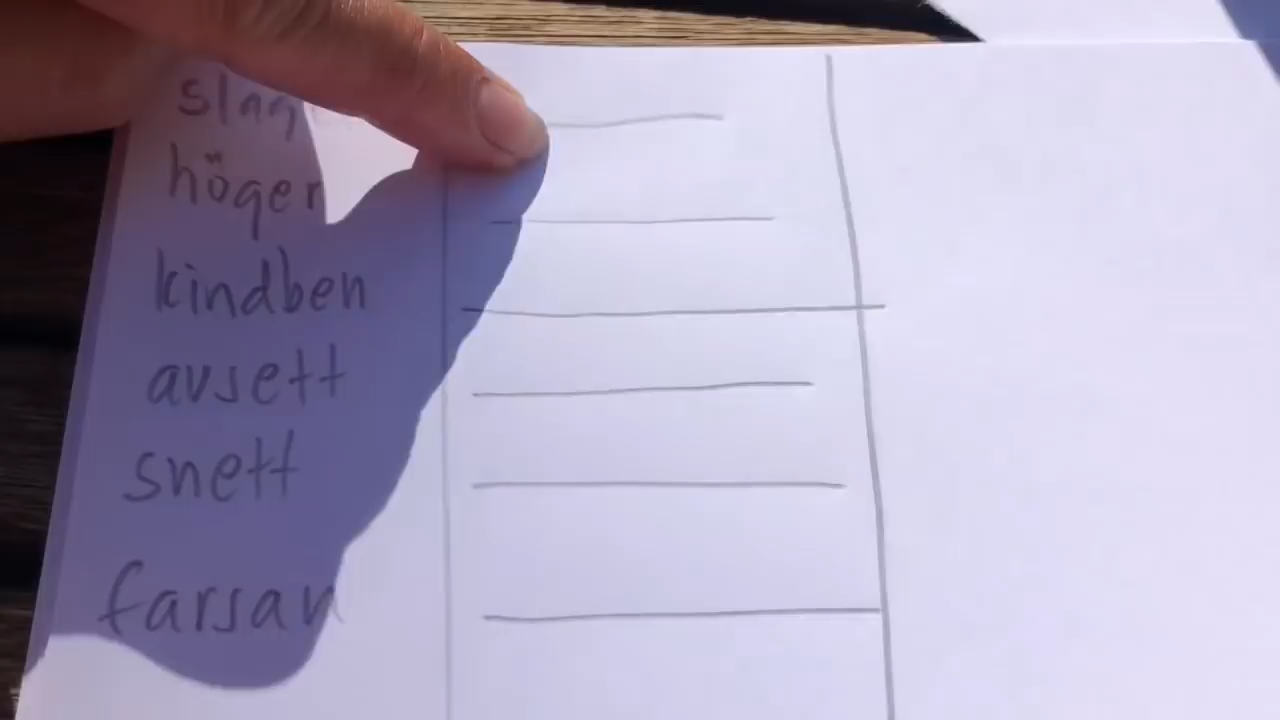 höger
kindben
avsett
snett
farsan